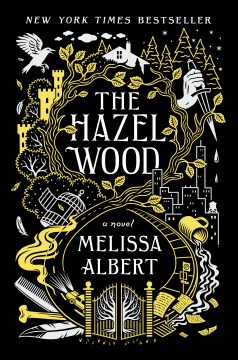 NEW YORK TIMES BESTSELLER
THE
HAZEL
WOOD
a novel
MELISSA
ALBERT